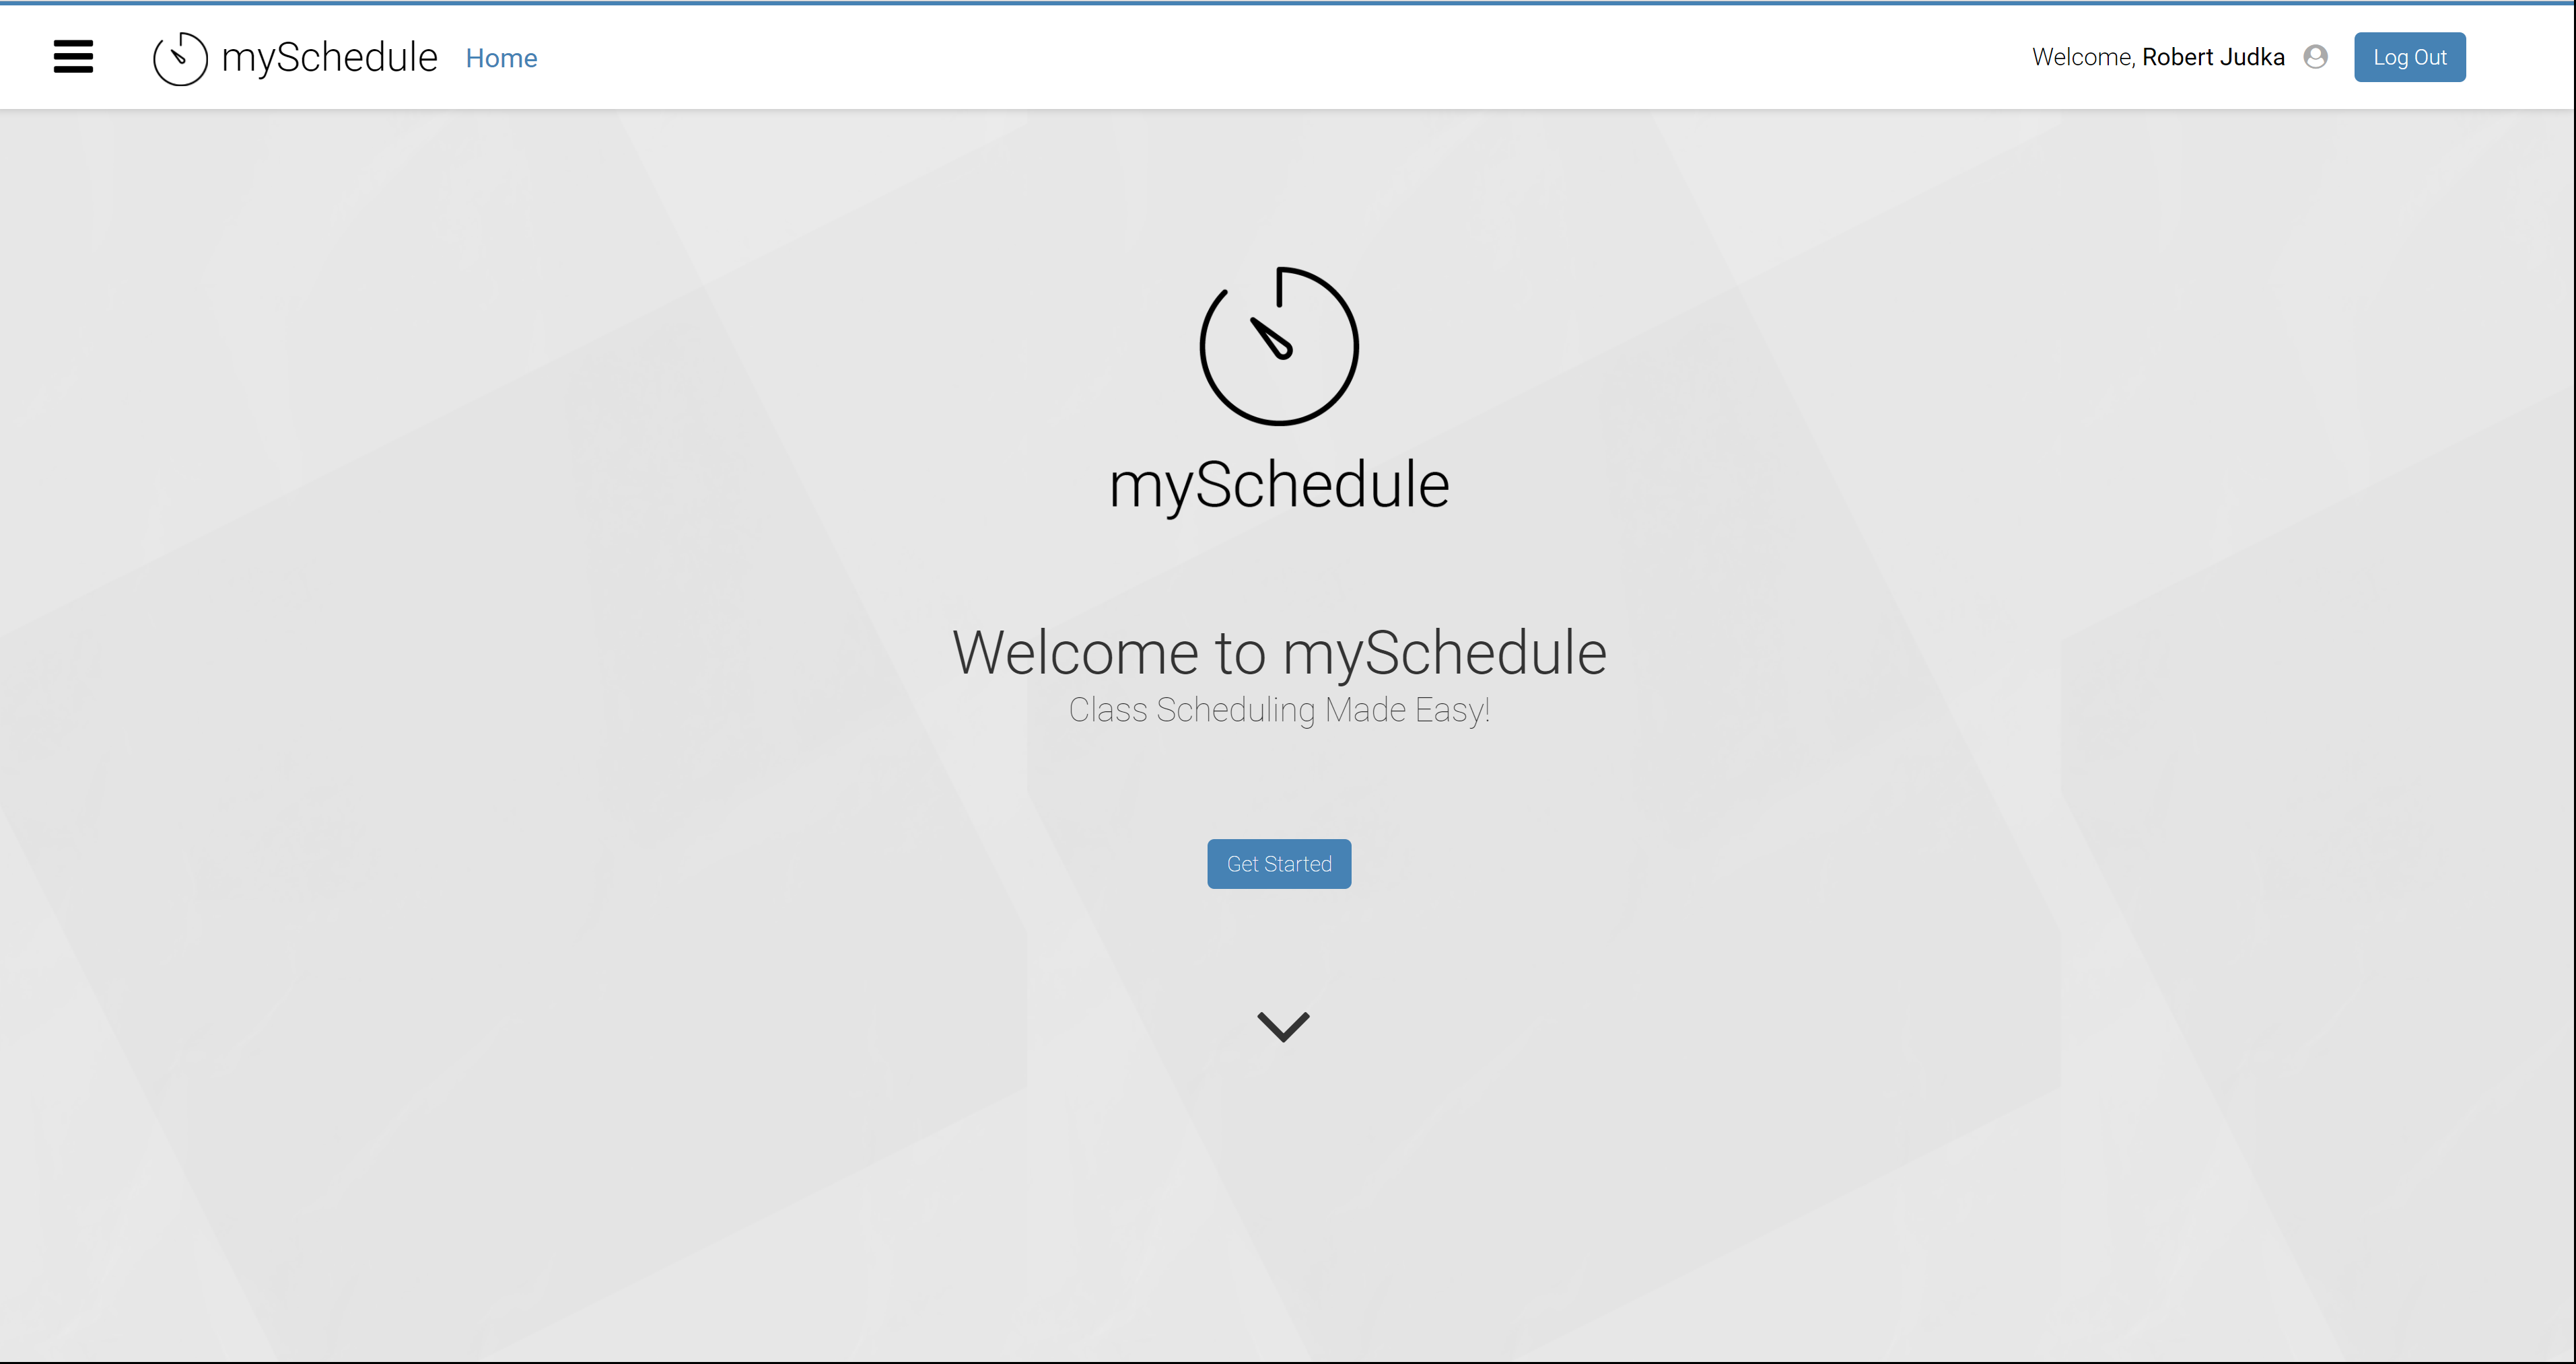 mySchedule Home Welcome, Robert Judka Log Out
mySchedule
Welcome to mySchedule
Class Scheduling Made Easy!
Get Started